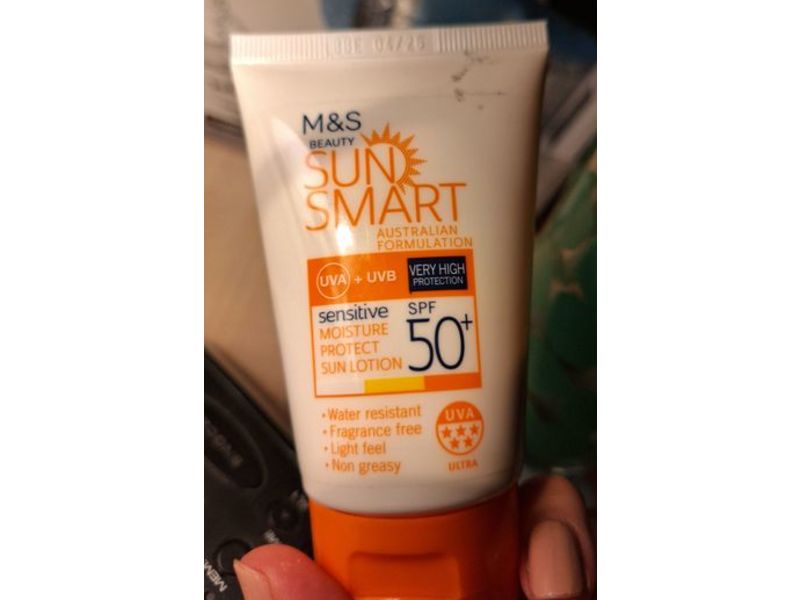 BBE 04/25
M&S
BEAUTY
SUN
SMART
AUSTRALIAN
FORMULATION
UVA + UVB
VERY HIGH
PROTECTION
sensitive
MOISTURE
PROTECT
SUN LOTION
SPF
50+
• Water resistant
• Fragrance free
• Light feel
• Non greasy
UVA
ULTRA